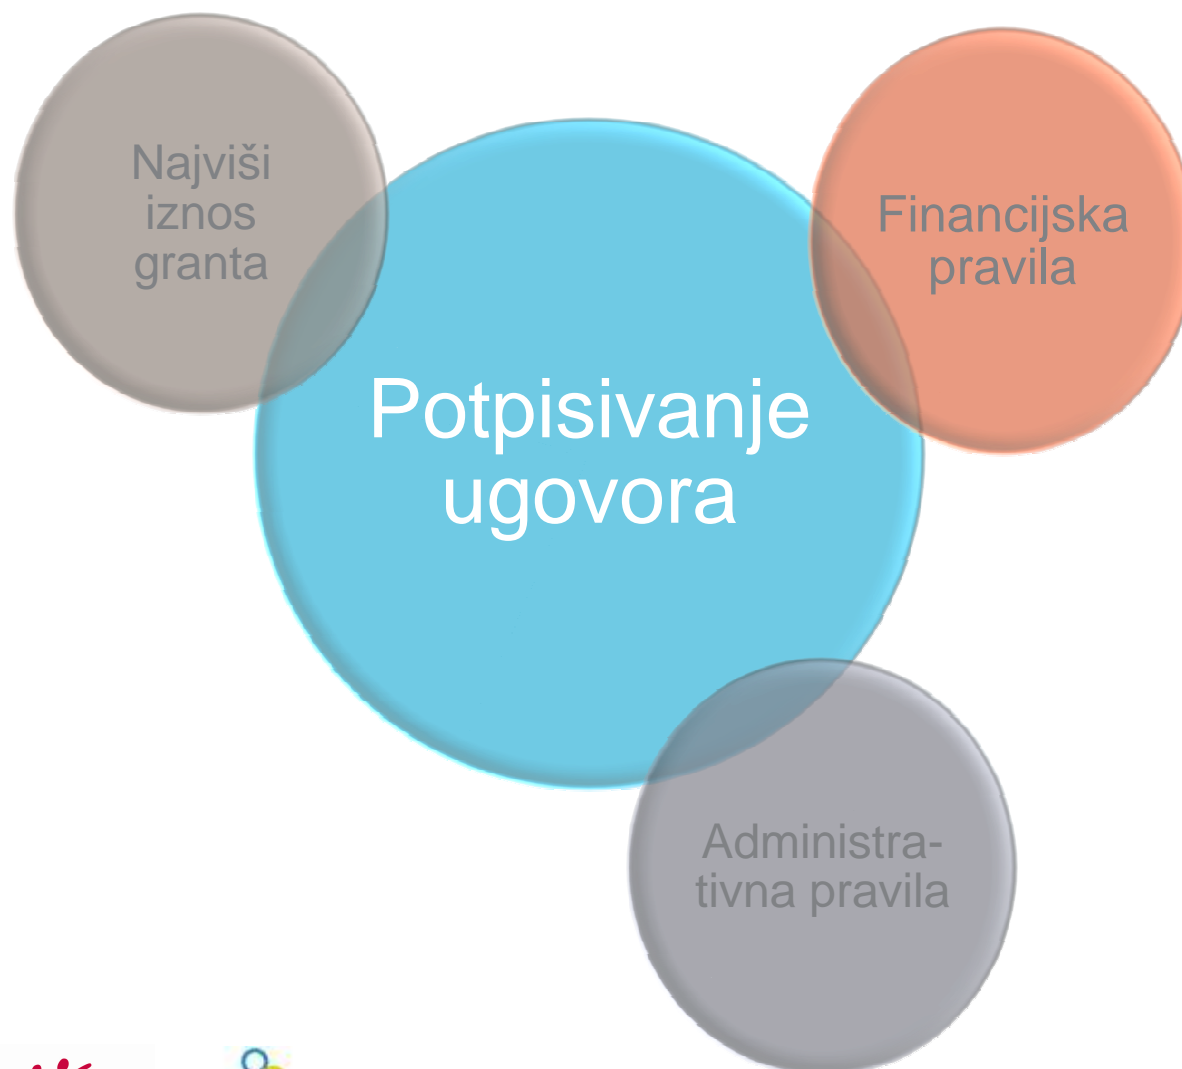 Najviši
iznos
granta
Financijska
pravila
Potpisivanje
ugovora
Administra-
tivna pravila